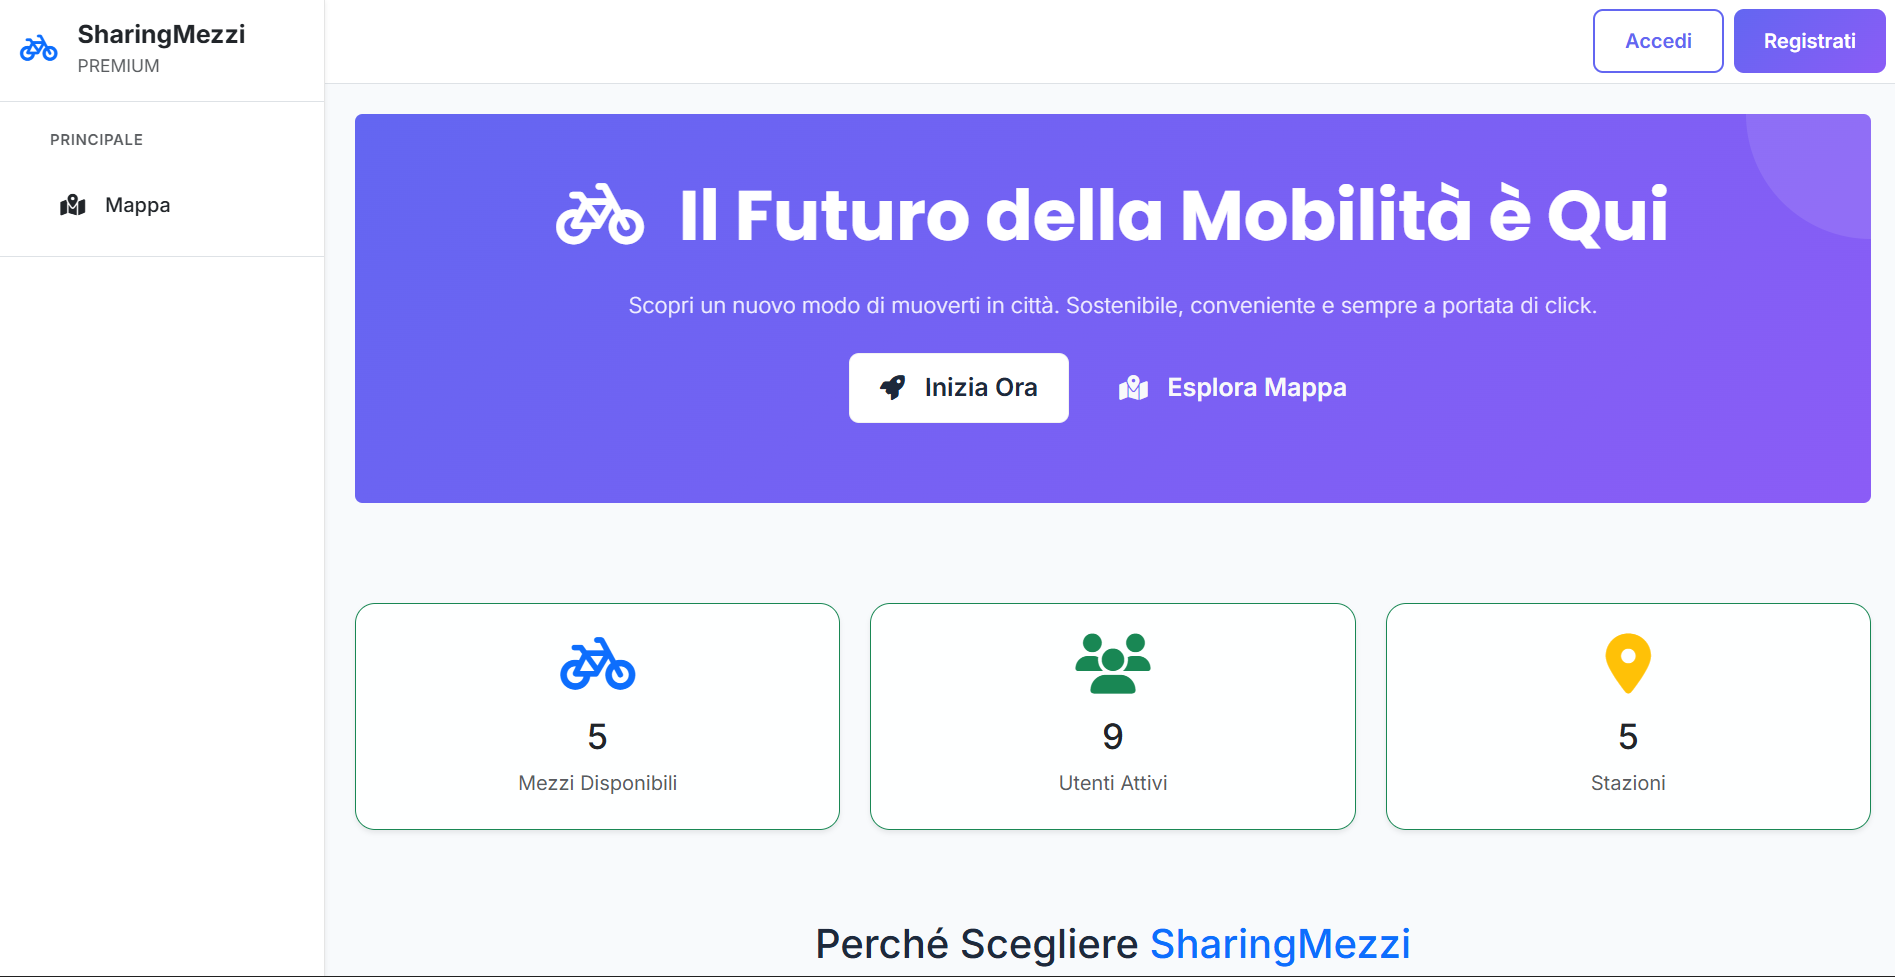 SharingMezzi
PREMIUM
PRINCIPALE
Mappa
Accedi
Registrati
Il Futuro della Mobilità è Qui
Scopri un nuovo modo di muoverti in città. Sostenibile, conveniente e sempre a portata di click.
Inizia Ora
Esplora Mappa
5
Mezzi Disponibili
9
Utenti Attivi
5
Stazioni
Perché Scegliere SharingMezzi